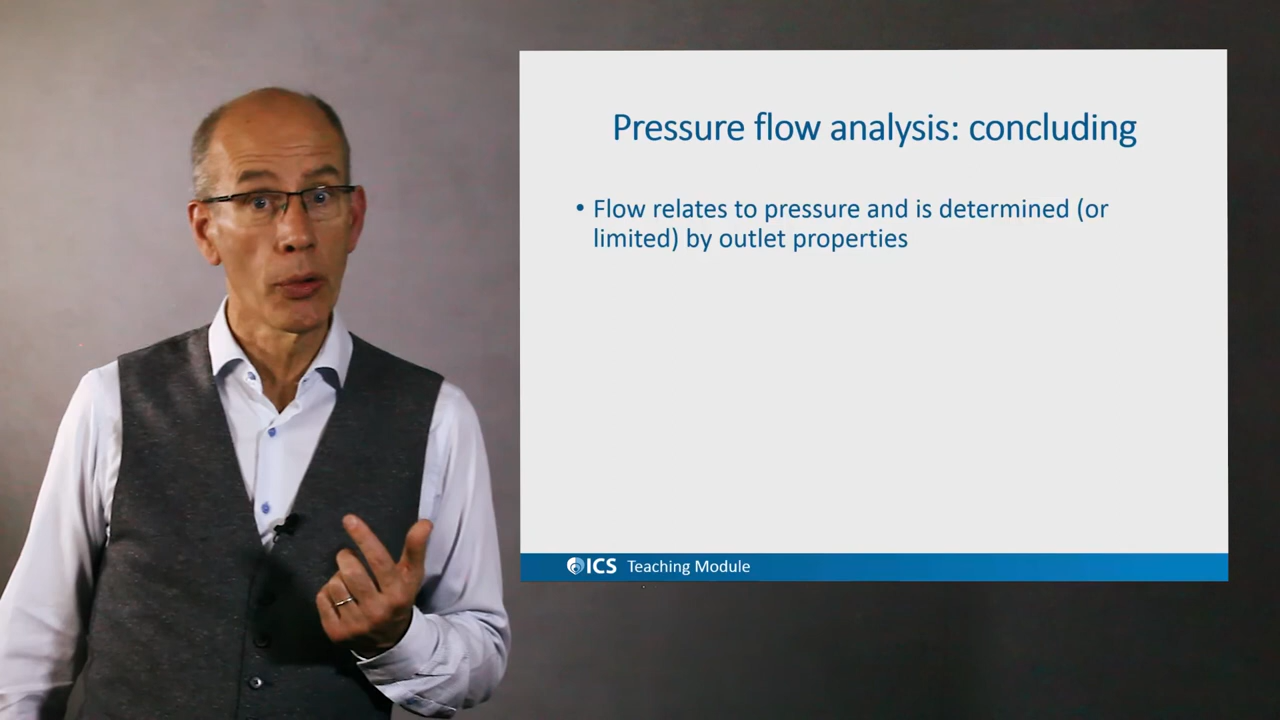 Pressure flow analysis: concluding
• Flow relates to pressure and is determined (or
limited) by outlet properties
ICS Teaching Module